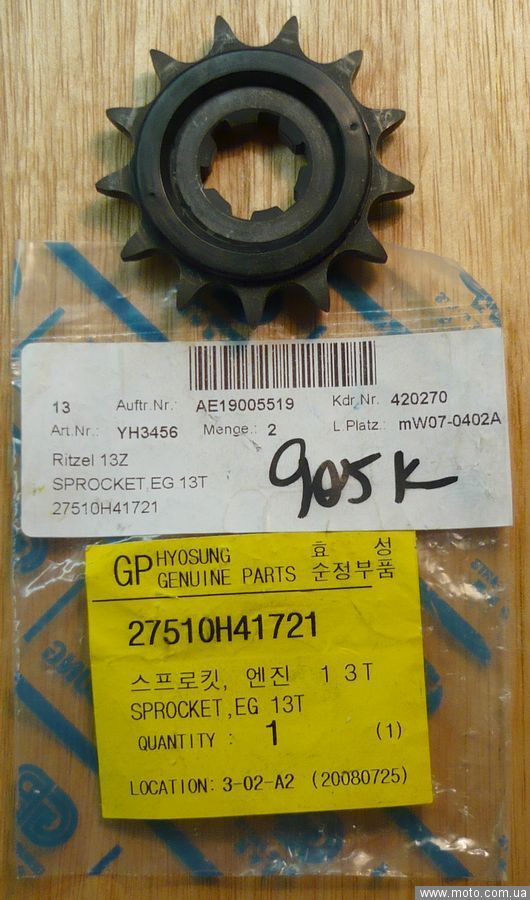 13 Auftr.Nr.: AE19005519 Kdr.Nr. 420270
Art.Nr.: YH3456 Menge.: 2 L Platz.: mW07-0402A
Ritzel 13Z
SPROCKET,EG 13T
27510H41721
905K
GP HYOSUNG 효 성
GENUINE PARTS 순정부품
27510H41721
스프로킷, 엔진 1 3T
SPROCKET,EG 13T
QUANTITY : 1 (1)
LOCATION: 3-02-A2 (20080725)
www.moto.com.ua